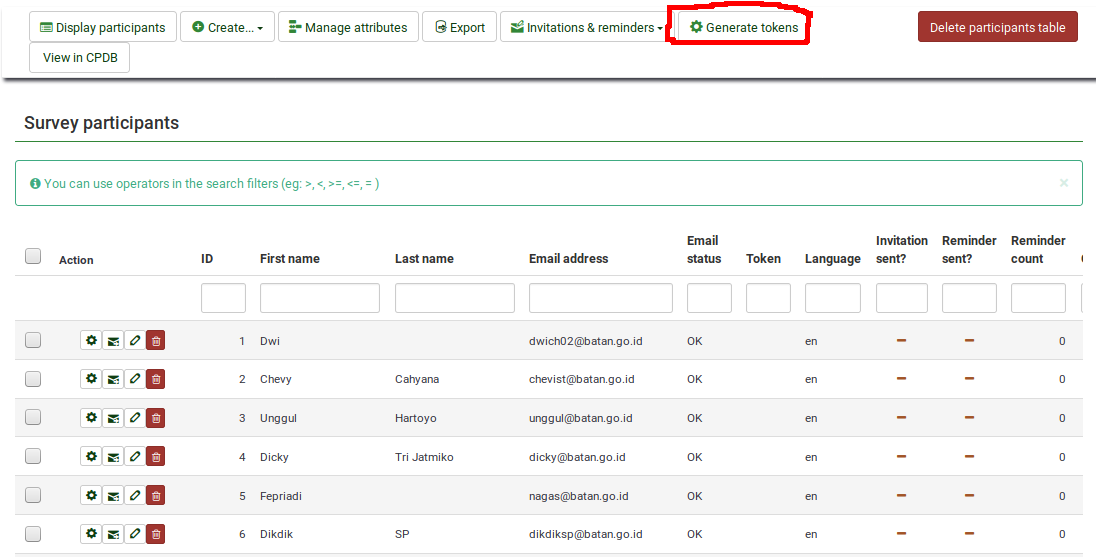 Display participants Create... Manage attributes Export Invitations & reminders Generate tokens Delete participants table
View in CPDB
Survey participants
You can use operators in the search filters (eg: >, <, >=, <=, = ) ×
Action ID First name Last name Email address Email status Token Language Invitation sent? Reminder sent? Reminder count
1 Dwi dwich02@batan.go.id OK en 0
2 Chevy Cahyana chevist@batan.go.id OK en 0
3 Unggul Hartoyo unggul@batan.go.id OK en 0
4 Dicky Tri Jatmiko dicky@batan.go.id OK en 0
5 Fepriadi nagas@batan.go.id OK en 0
6 Dikdik SP dikdiksp@batan.go.id OK en 0